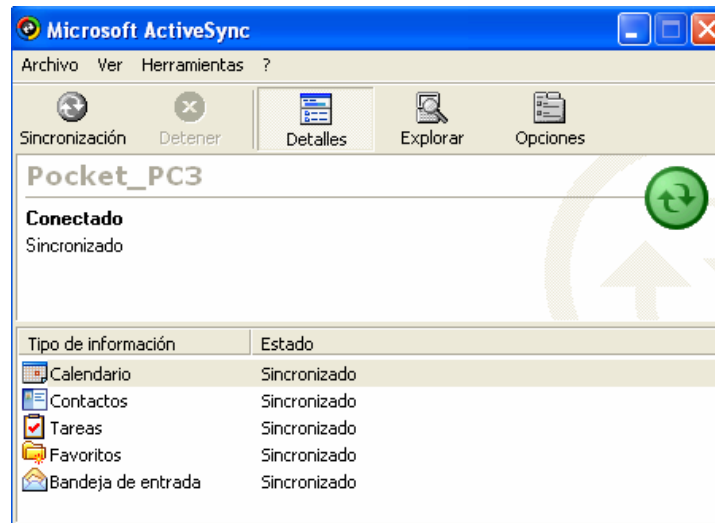 Microsoft ActiveSync
Archivo Ver Herramientas ?
Sincronización Detener Detalles Explorar Opciones
Pocket_PC3
Conectado
Sincronizado
Tipo de información Estado
Calendario Sincronizado
Contactos Sincronizado
Tareas Sincronizado
Favoritos Sincronizado
Bandeja de entrada Sincronizado